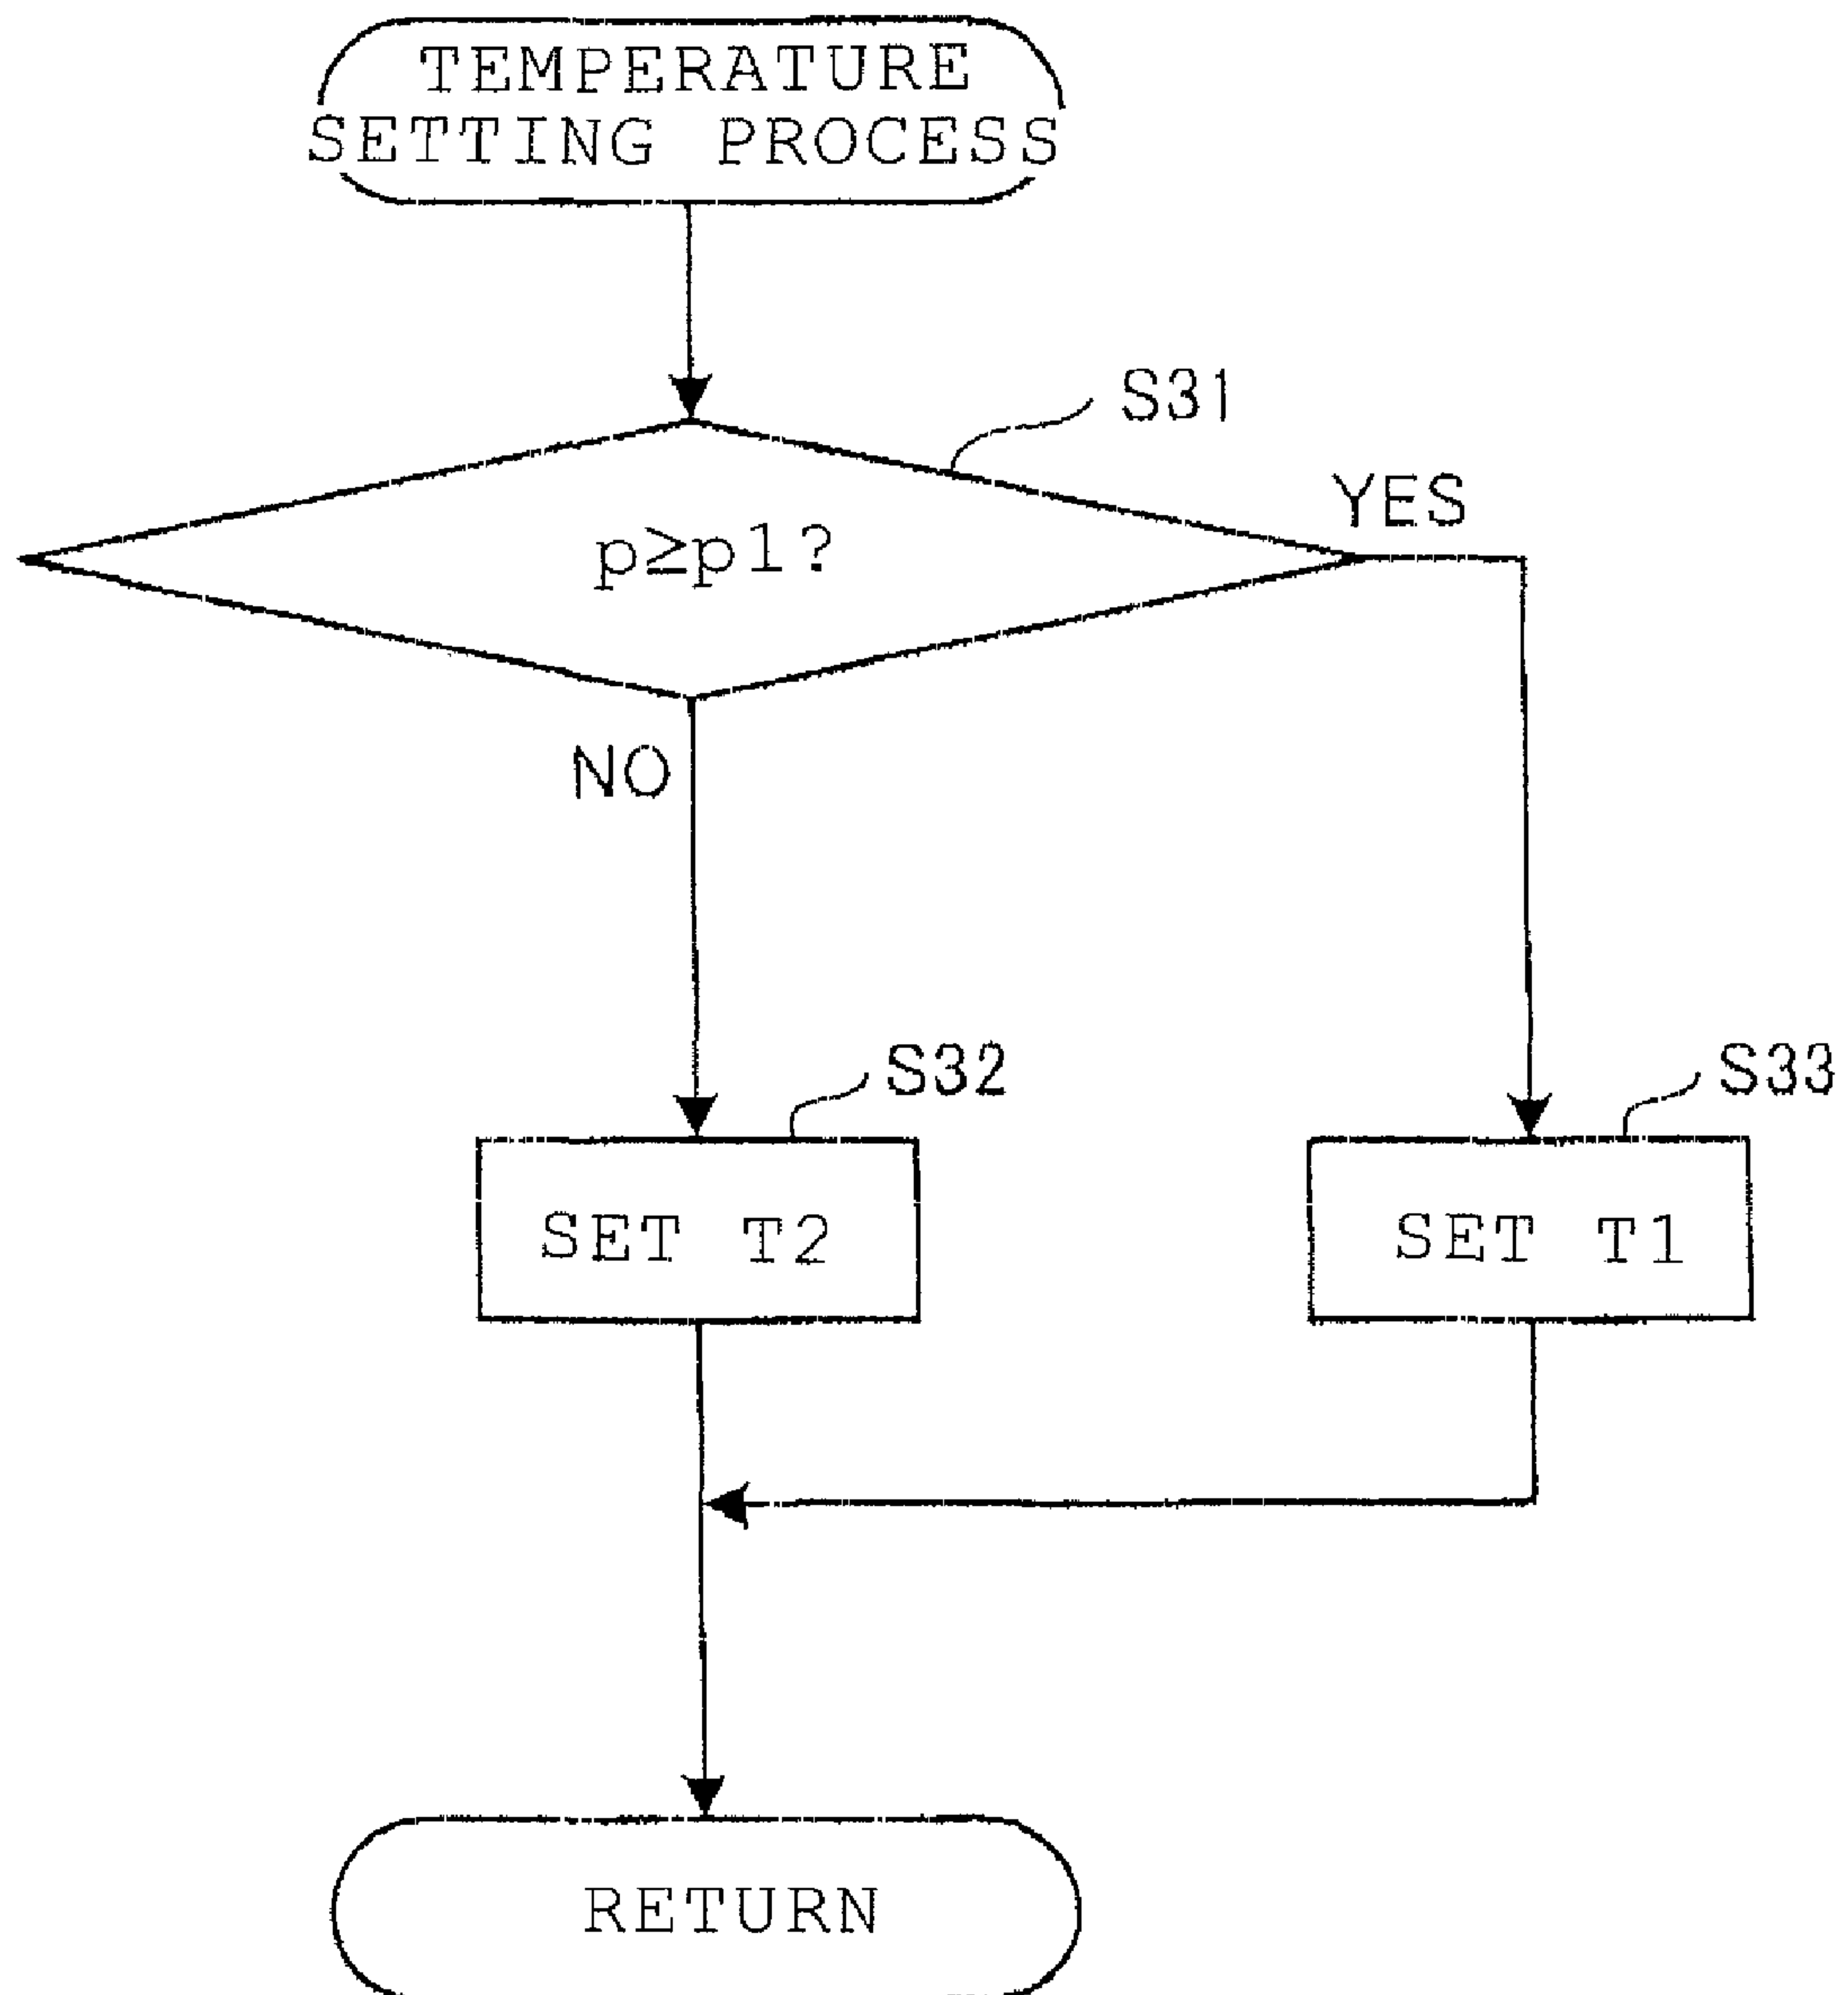 TEMPERATURE
SETTING PROCESS
S31
YES
p≥p1?
NO
S32
S33
SET T2
SET T1
RETURN